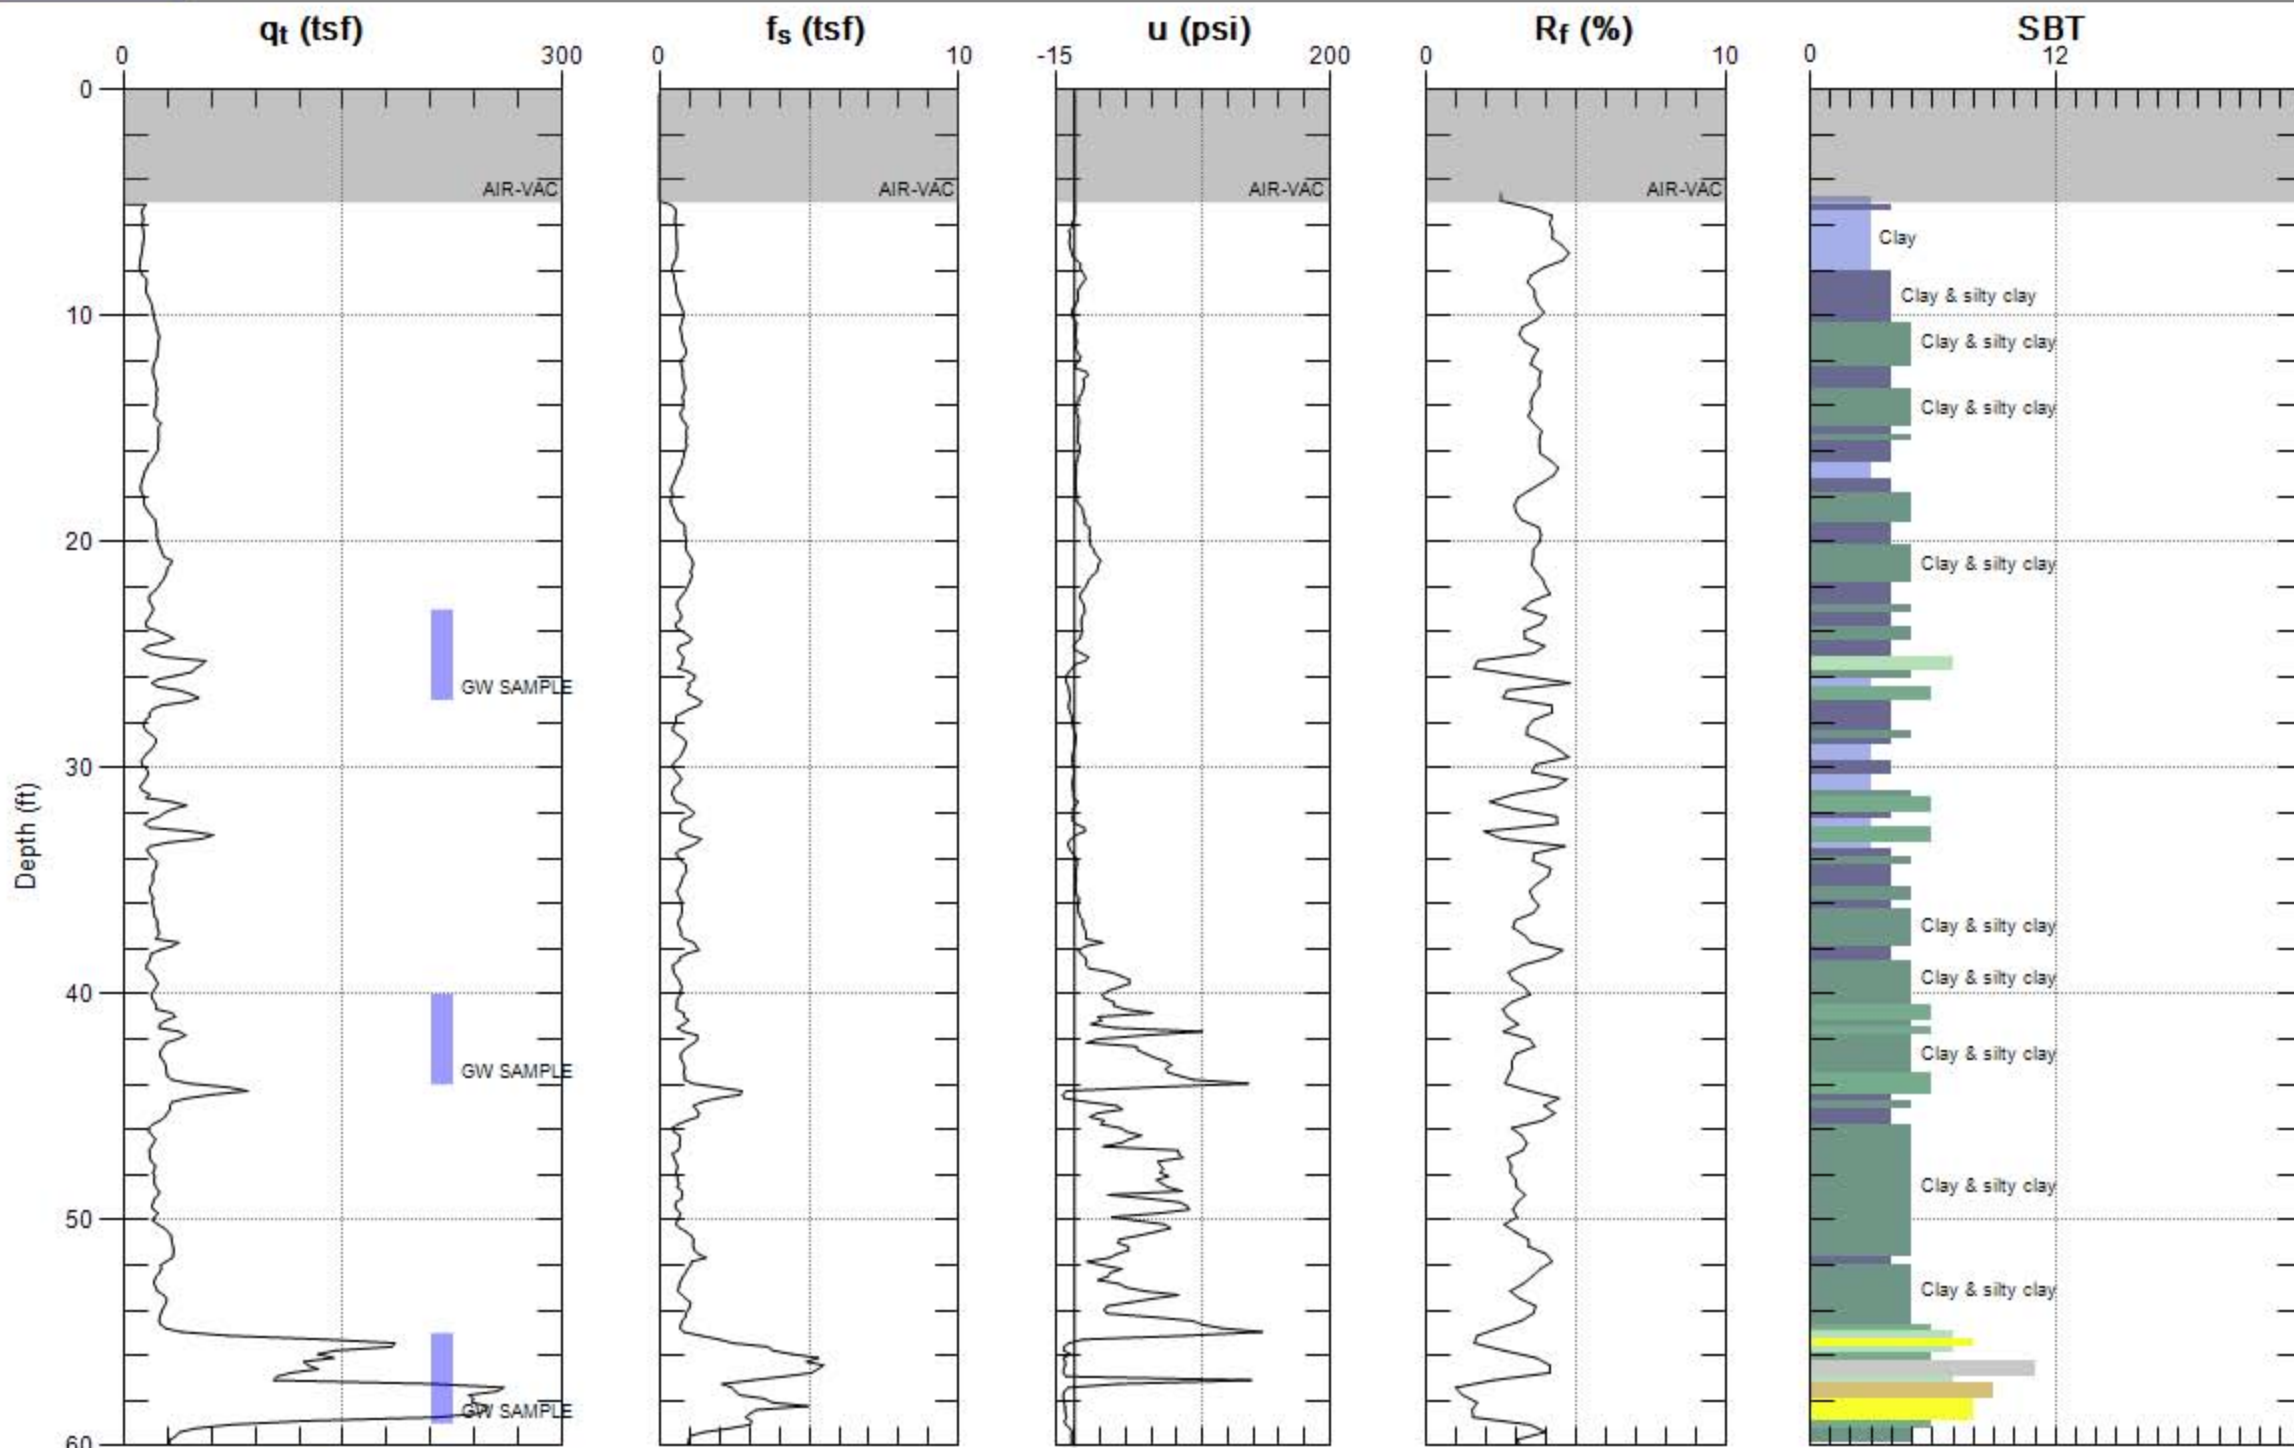 qt (tsf) fs (tsf) u (psi) Rf (%) SBT
0 300 0 10 -15 200 0 10 0 12
0
AIR-VAC AIR-VAC AIR-VAC AIR-VAC
Clay
Clay & silty clay
10
Clay & silty clay
Clay & silty clay
20
Clay & silty clay
GW SAMPLE
30
Depth (ft)
Clay & silty clay
Clay & silty clay
40
Clay & silty clay
GW SAMPLE
Clay & silty clay
50
Clay & silty clay
GW SAMPLE
60